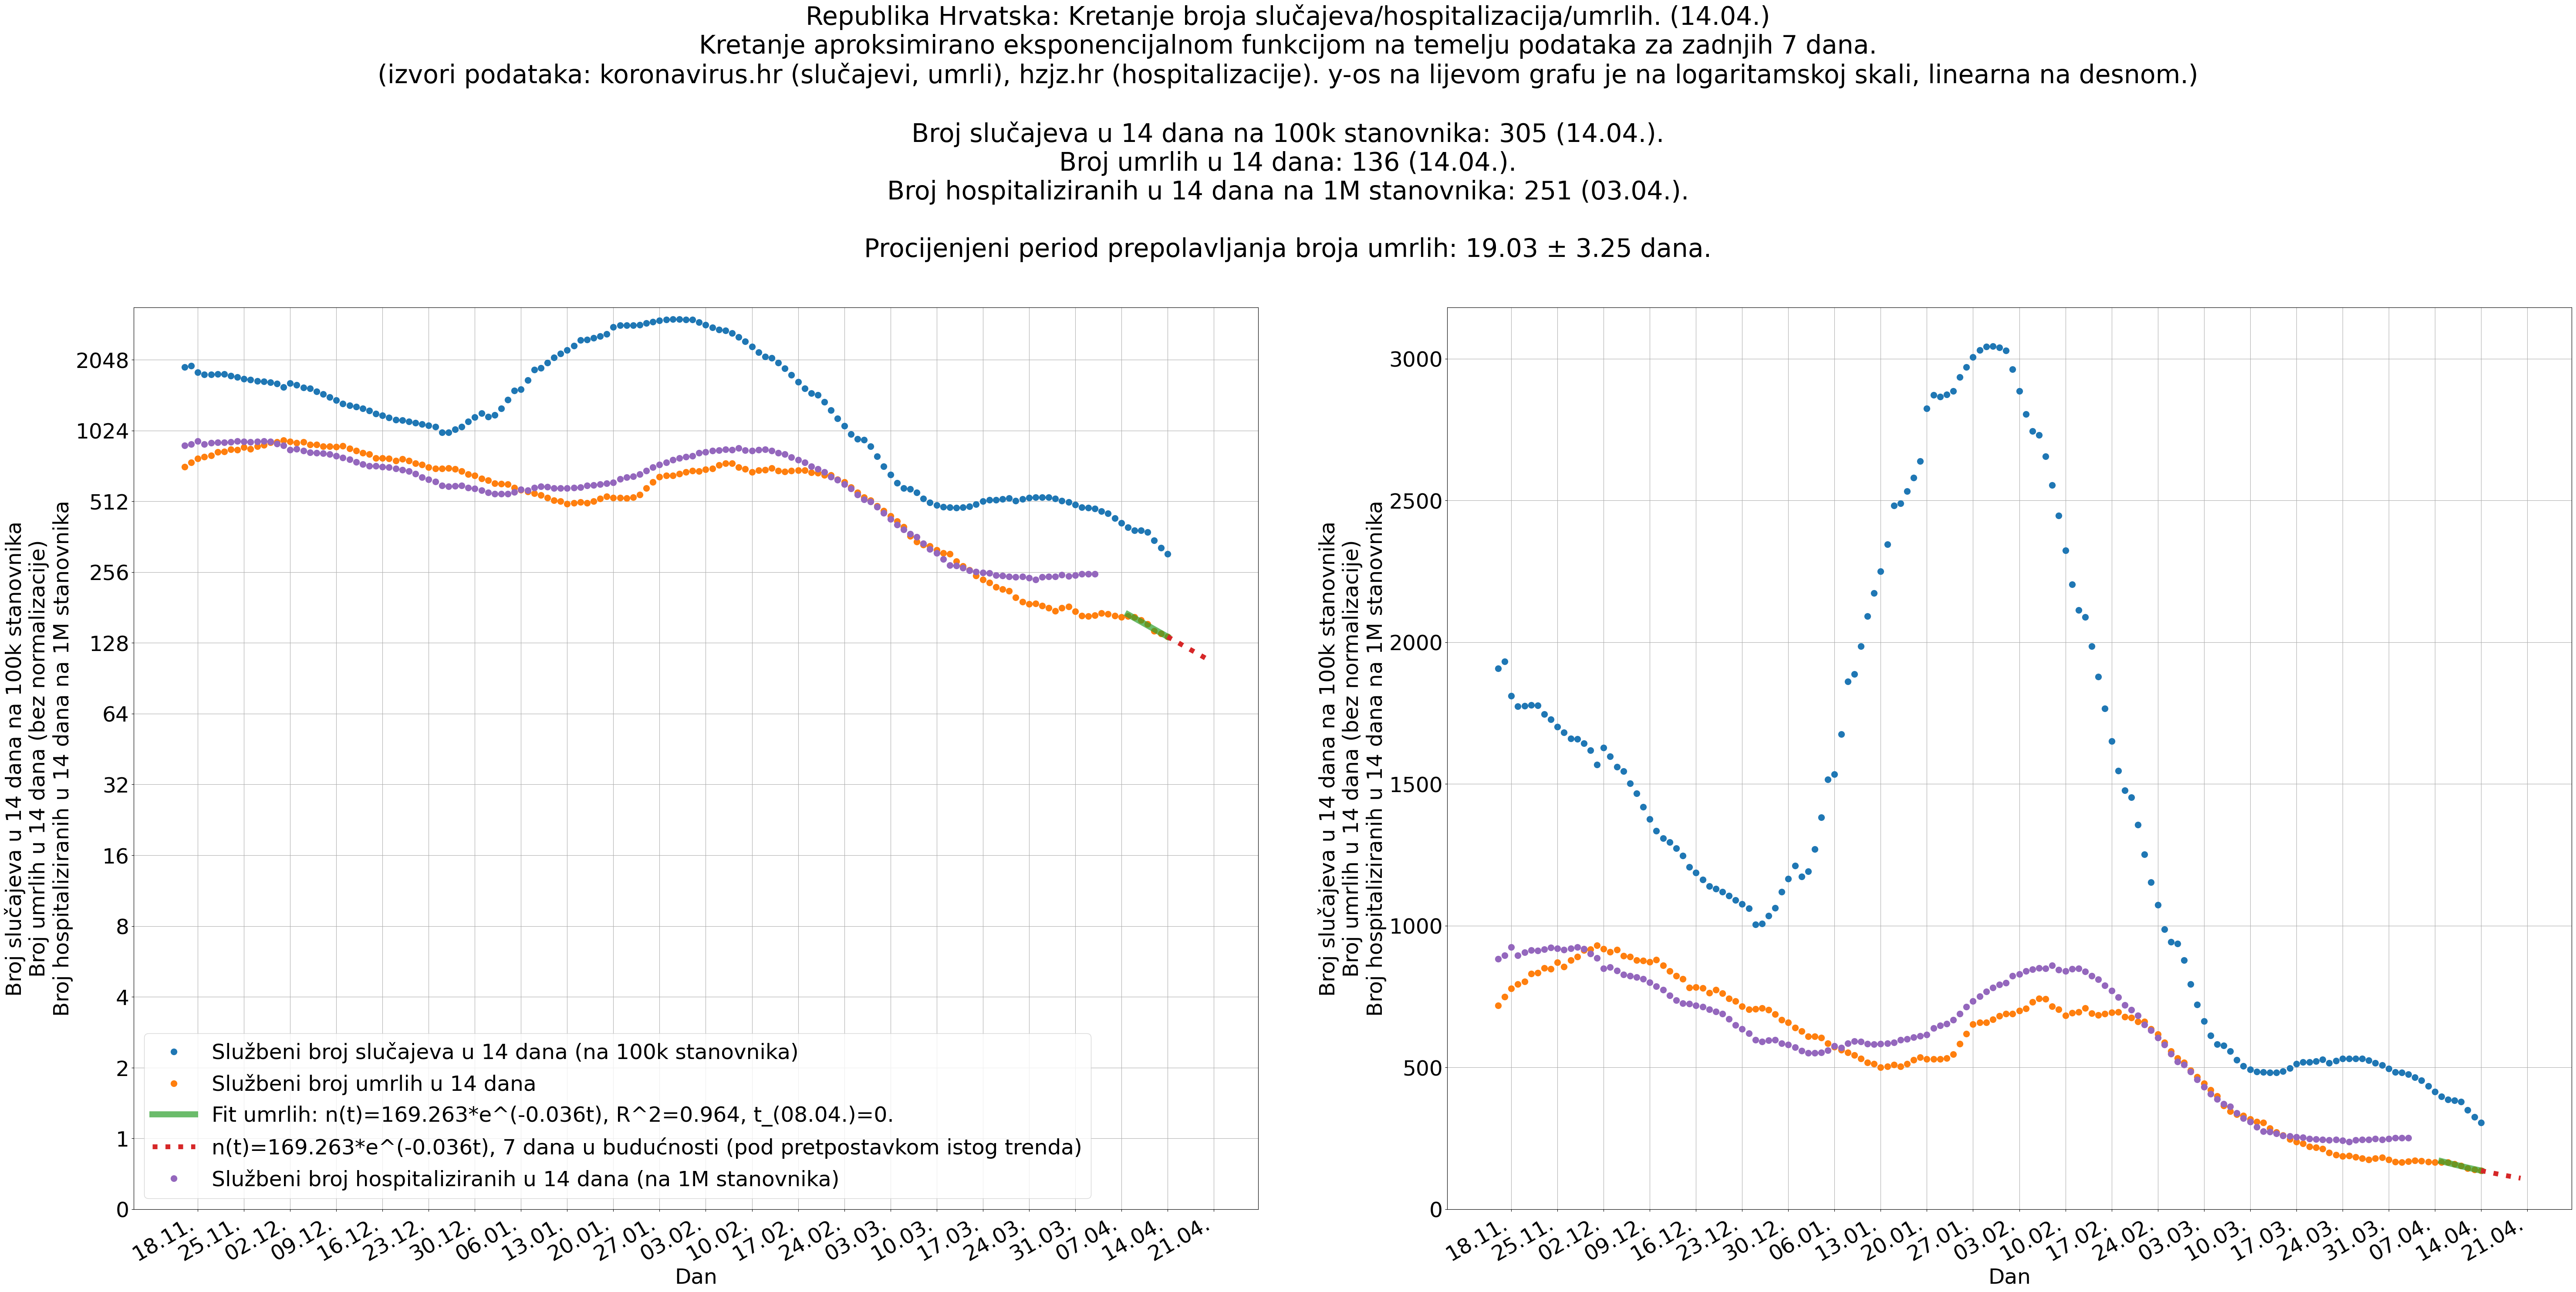 Republika Hrvatska: Kretanje broja slučajeva/hospitalizacija/umrlih. (14.04.)
Kretanje aproksimirano eksponencijalnom funkcijom na temelju podataka za zadnjih 7 dana.
(izvori podataka: koronavirus.hr (slučajevi, umrli), hzjz.hr (hospitalizacije). y-os na lijevom grafu je na logaritamskoj skali, linearna na desnom.)
Broj slučajeva u 14 dana na 100k stanovnika: 305 (14.04.).
Broj umrlih u 14 dana: 136 (14.04.).
Broj hospitaliziranih u 14 dana na 1M stanovnika: 251 (03.04.).
Procijenjeni period prepolavljanja broja umrlih: 19.03 ± 3.25 dana.
Broj slučajeva u 14 dana na 100k stanovnika
Broj umrlih u 14 dana (bez normalizacije)
Broj hospitaliziranih u 14 dana na 1M stanovnika
2048
1024
512
256
128
64
32
16
8
4
2
1
0
Službeni broj slučajeva u 14 dana (na 100k stanovnika)
Službeni broj umrlih u 14 dana
Fit umrlih: n(t)=169.263*e^(-0.036t), R^2=0.964, t_(08.04.)=0.
n(t)=169.263*e^(-0.036t), 7 dana u budućnosti (pod pretpostavkom istog trenda)
Službeni broj hospitaliziranih u 14 dana (na 1M stanovnika)
18.11. 25.11. 02.12. 09.12. 16.12. 23.12. 30.12. 06.01. 13.01. 20.01. 27.01. 03.02. 10.02. 17.02. 24.02. 03.03. 10.03. 17.03. 24.03. 31.03. 07.04. 14.04. 21.04.
Dan
Broj slučajeva u 14 dana na 100k stanovnika
Broj umrlih u 14 dana (bez normalizacije)
Broj hospitaliziranih u 14 dana na 1M stanovnika
3000
2500
2000
1500
1000
500
0
18.11. 25.11. 02.12. 09.12. 16.12. 23.12. 30.12. 06.01. 13.01. 20.01. 27.01. 03.02. 10.02. 17.02. 24.02. 03.03. 10.03. 17.03. 24.03. 31.03. 07.04. 14.04. 21.04.
Dan